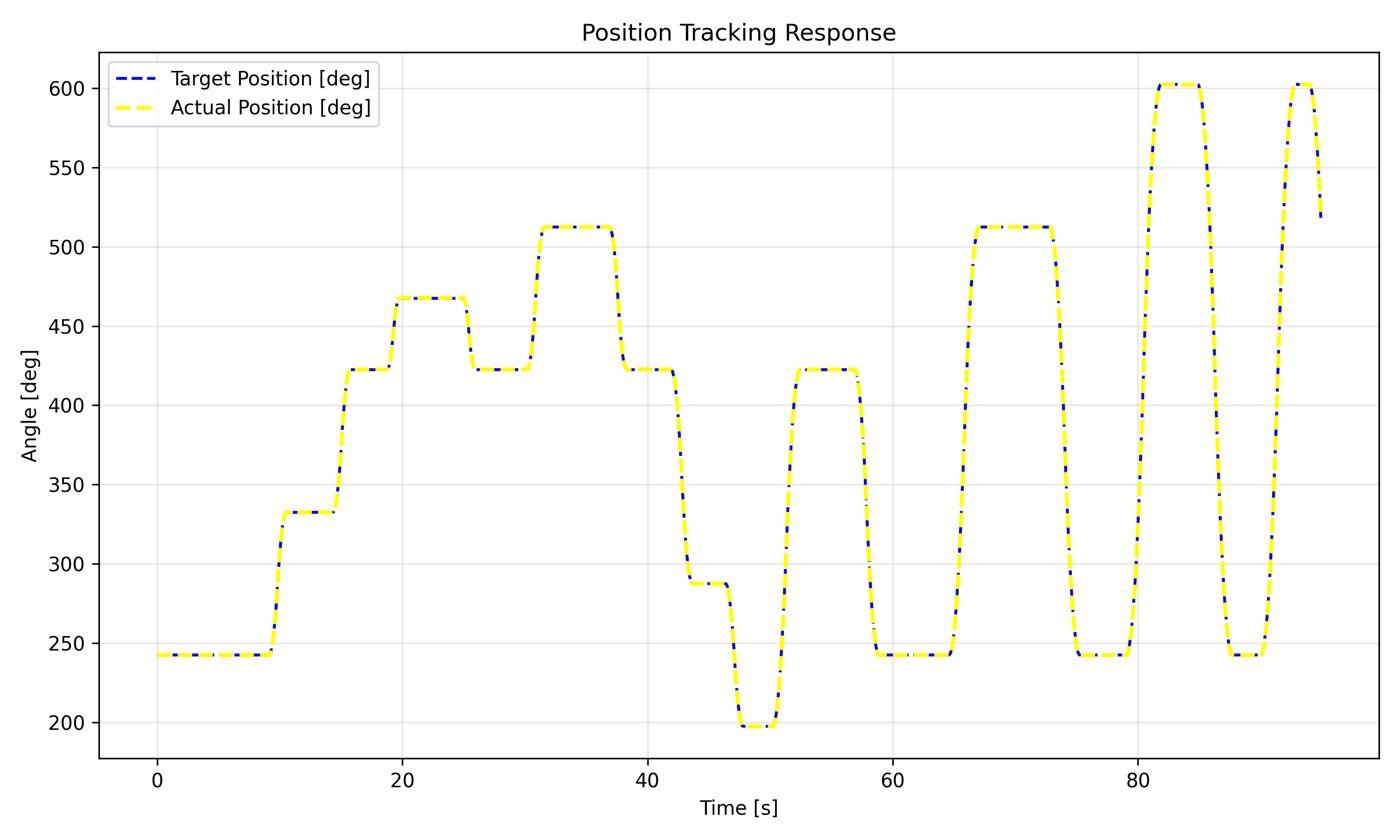 Position Tracking Response
Target Position [deg]
Actual Position [deg]
600
550
500
450
400
350
300
250
200
Angle [deg]
0 20 40 60 80
Time [s]